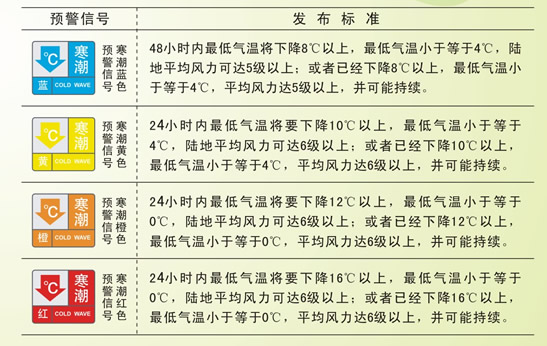 预警信号 发布标准
℃ 寒潮
蓝 COLD WAVE
寒潮蓝色
预警信号
48小时内最低气温将下降8℃以上，最低气温小于等于4℃，陆
地平均风力可达5级以上；或者已经下降8℃以上，最低气温小
于等于4℃，平均风力达5级以上，并可能持续。
℃ 寒潮
黄 COLD WAVE
寒潮黄色
预警信号
24小时内最低气温将要下降10℃以上，最低气温小于等于
4℃，陆地平均风力可达6级以上；或者已经下降10℃以上，
最低气温小于等于4℃，平均风力达6级以上，并可能持续。
℃ 寒潮
橙 COLD WAVE
寒潮橙色
预警信号
24小时内最低气温将要下降12℃以上，最低气温小于等于
0℃，陆地平均风力可达6级以上；或者已经下降12℃以上，
最低气温小于等于0℃，平均风力达6级以上，并可能持续。
℃ 寒潮
红 COLD WAVE
寒潮红色
预警信号
24小时内最低气温将要下降16℃以上，最低气温小于等于
0℃，陆地平均风力可达6级以上；或者已经下降16℃以上，
最低气温小于等于0℃，平均风力达6级以上，并可能持续。